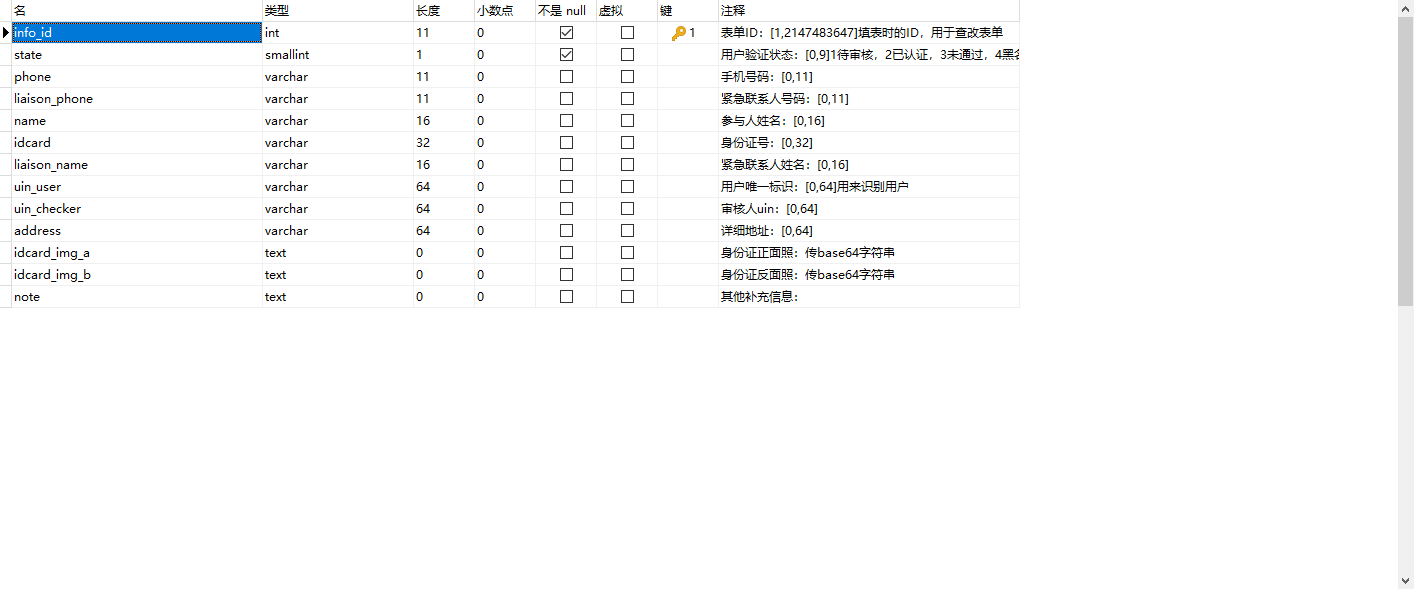 名 类型 长度 小数点 不是 null 虚拟 键 注释
info_id int 11 0 1 表单ID：[1,2147483647]填表时的ID，用于查改表单
state smallint 1 0 用户验证状态：[0,9]1待审核，2已认证，3未通过，4黑
phone varchar 11 0 手机号码：[0,11]
liaison_phone varchar 11 0 紧急联系人号码：[0,11]
name varchar 16 0 参与人姓名：[0,16]
idcard varchar 32 0 身份证号：[0,32]
liaison_name varchar 16 0 紧急联系人姓名：[0,16]
uin_user varchar 64 0 用户唯一标识：[0,64]用来识别用户
uin_checker varchar 64 0 审核人uin：[0,64]
address varchar 64 0 详细地址：[0,64]
idcard_img_a text 0 0 身份证正面照：传base64字符串
idcard_img_b text 0 0 身份证反面照：传base64字符串
note text 0 0 其他补充信息：